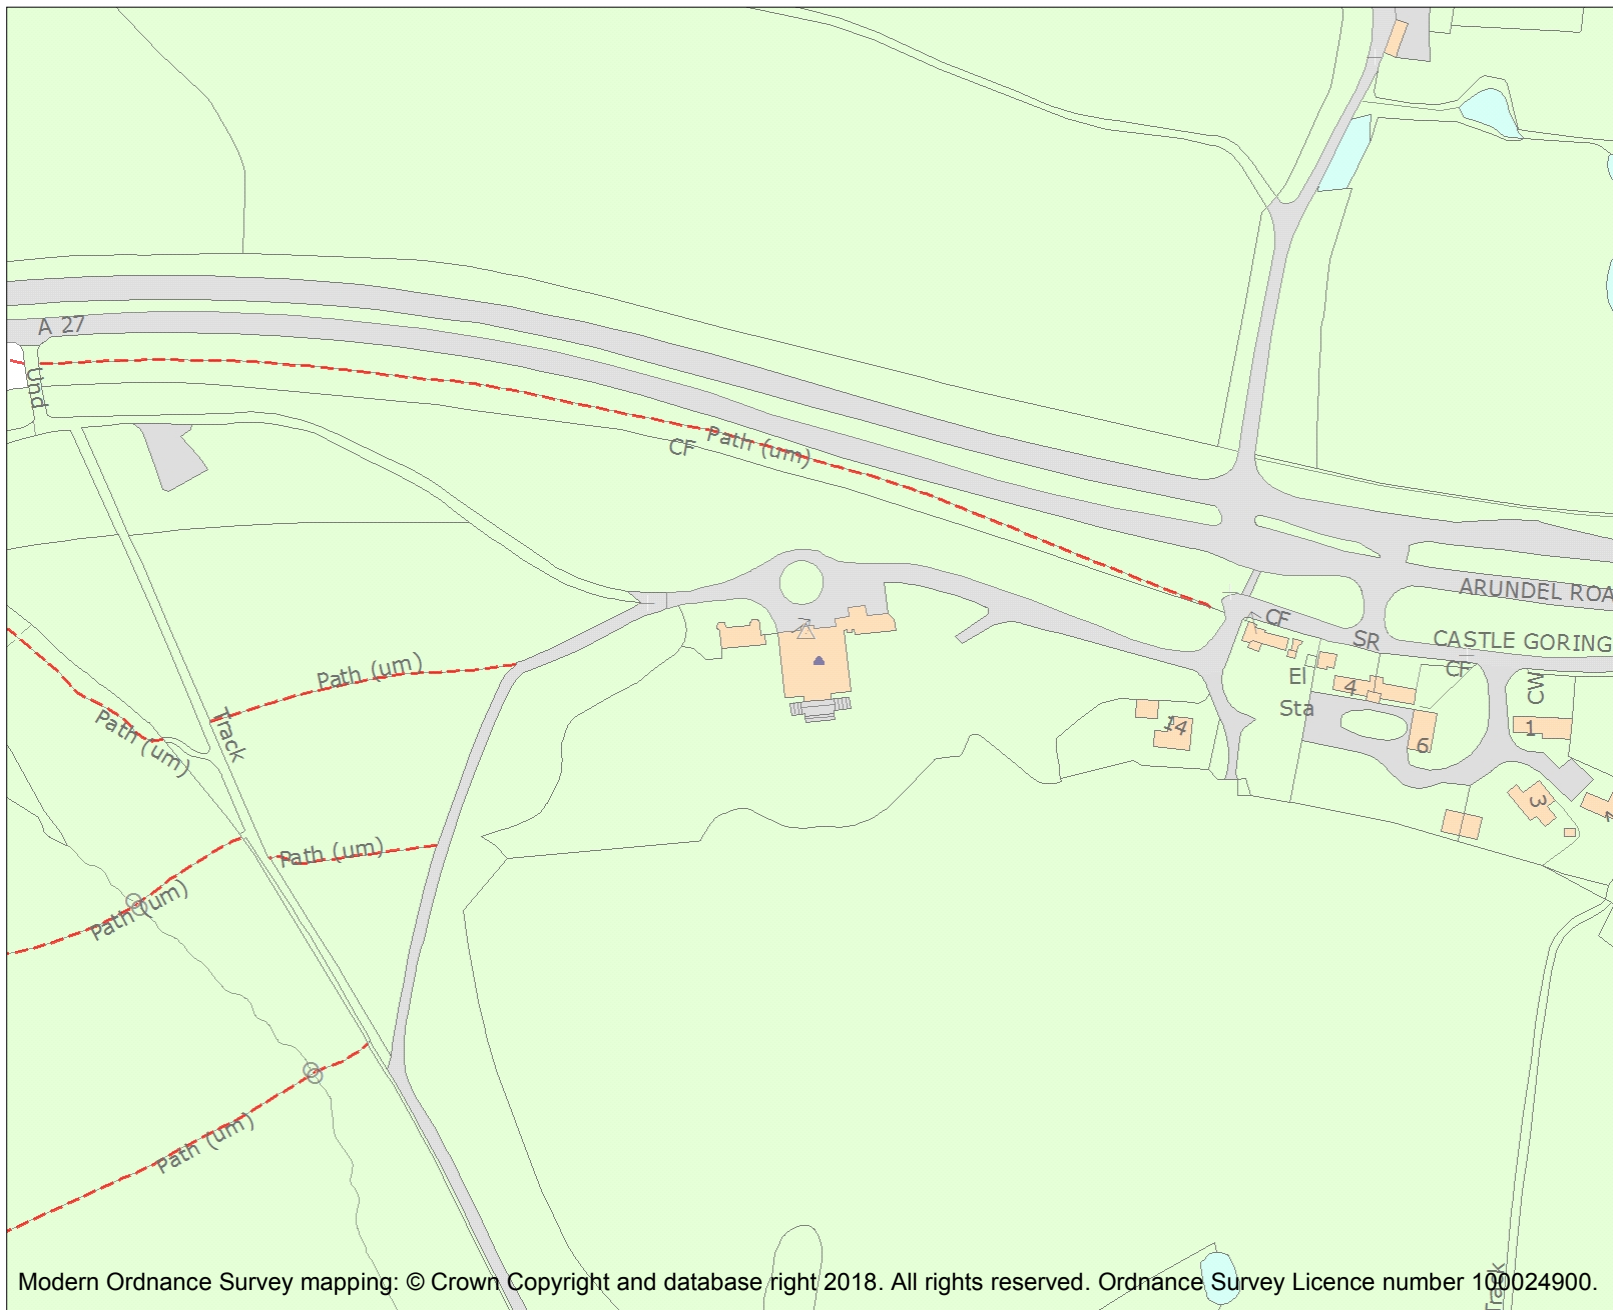 A 27
Und
CF
Path (um)
ARUNDEL ROA
CF
SR
CASTLE GORING
CF
Path (um)
El
Sta
4
CW
14
1
6
Path (um)
Track
3
Path (um)
Path (um)
Path (um)
Track
Modern Ordnance Survey mapping: © Crown Copyright and database right 2018. All rights reserved. Ordnance Survey Licence number 100024900.